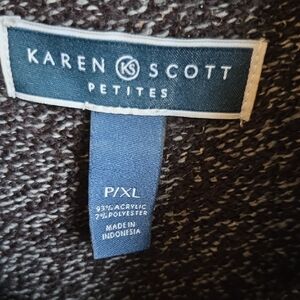 KAREN KS SCOTT
PETITES
P/XL
93% ACRYLIC
7% POLYESTER
MADE IN
INDONESIA